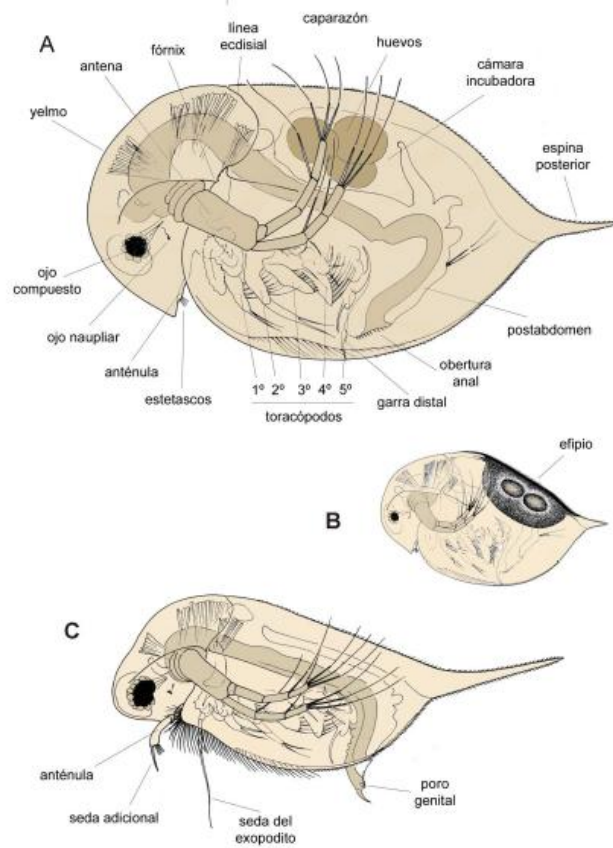 A
línea
ecdisial
caparazón
fórnix
huevos
antena
cámara
incubadora
yelmo
espina
posterior
ojo
compuesto
ojo naupliar
anténula
estetascos
1º 2º 3º 4º 5º
toracópodos
garra distal
obertura
anal
postabdomen
efipio
B
C
anténula
seda adicional
seda del
exopodito
poro
genital